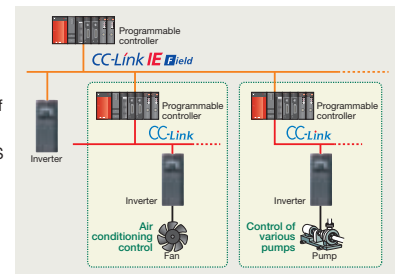 Programmable
controller
CC-Link IE Field
f
S
Inverter
Programmable
controller
CC-Link
Inverter
Air
conditioning
control
Fan
Programmable
controller
CC-Link
Inverter
Control of
various
pumps
Pump